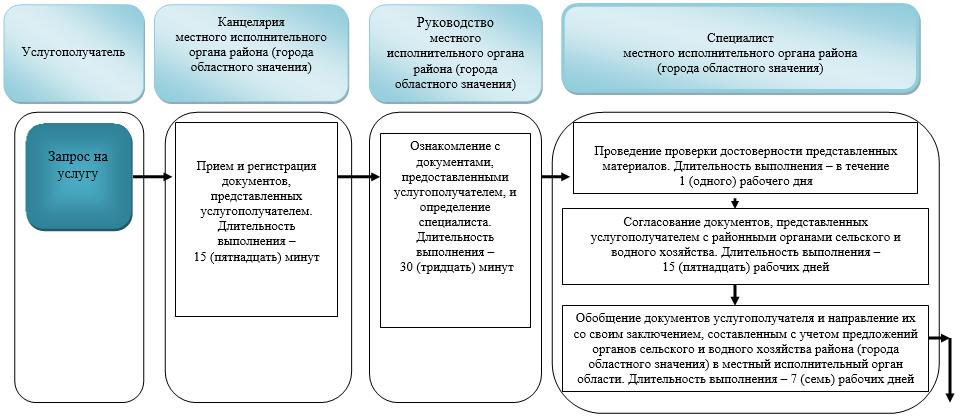 Услугополучатель
Канцелярия
местного исполнительного
органа района (города
областного значения)
Руководство
местного
исполнительного органа
района (города
областного значения)
Специалист
местного исполнительного органа района
(города областного значения)
Запрос на
услугу
Прием и регистрация
документов,
представленных
услугополучателем.
Длительность
выполнения –
15 (пятнадцать) минут
Ознакомление с
документами,
предоставленными
услугополучателем, и
определение
специалиста.
Длительность
выполнения –
30 (тридцать) минут
Проведение проверки достоверности представленных
материалов. Длительность выполнения – в течение
1 (одного) рабочего дня
Согласование документов, представленных
услугополучателем с районными органами сельского и
водного хозяйства. Длительность выполнения –
15 (пятнадцать) рабочих дней
Обобщение документов услугополучателя и направление их
со своим заключением, составленным с учетом предложений
органов сельского и водного хозяйства района (города
областного значения) в местный исполнительный орган
области. Длительность выполнения – 7 (семь) рабочих дней